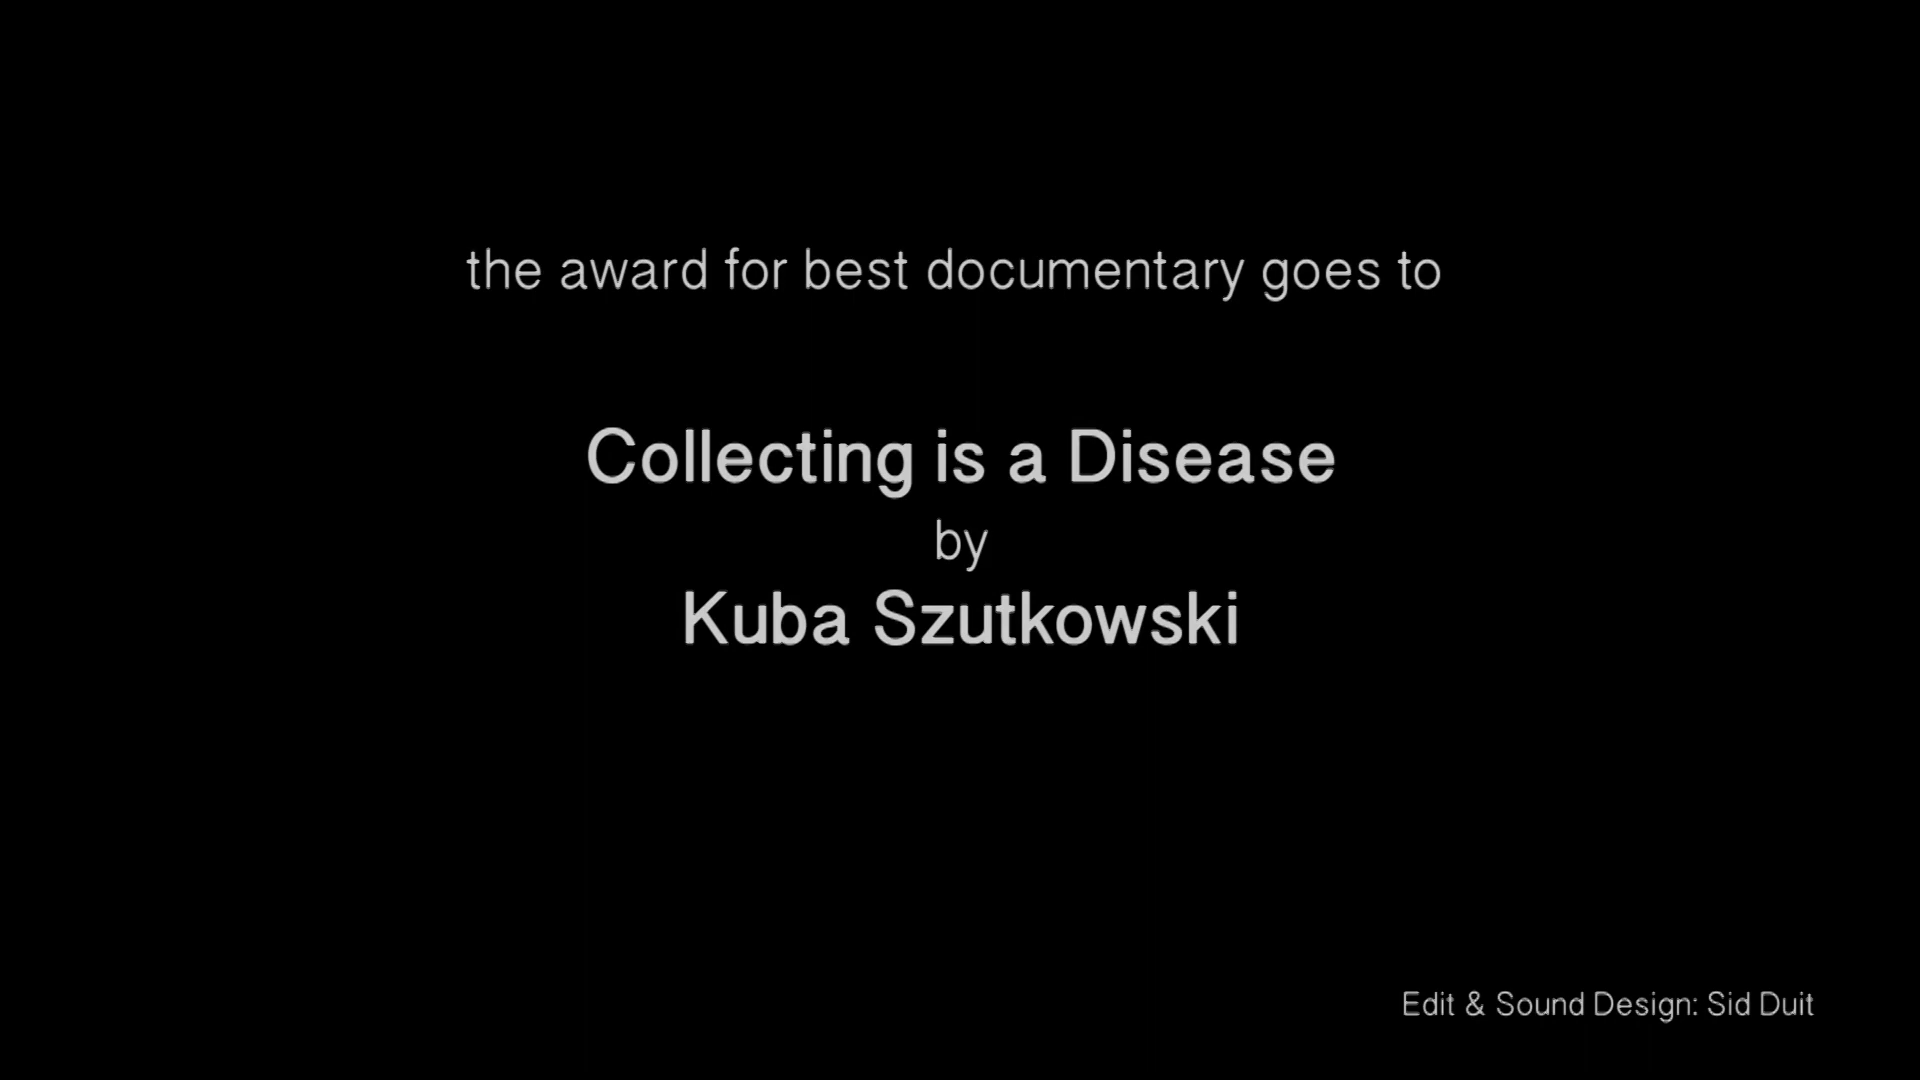 the award for best documentary goes to
Collecting is a Disease
by
Kuba Szutkowski
Edit & Sound Design: Sid Duit